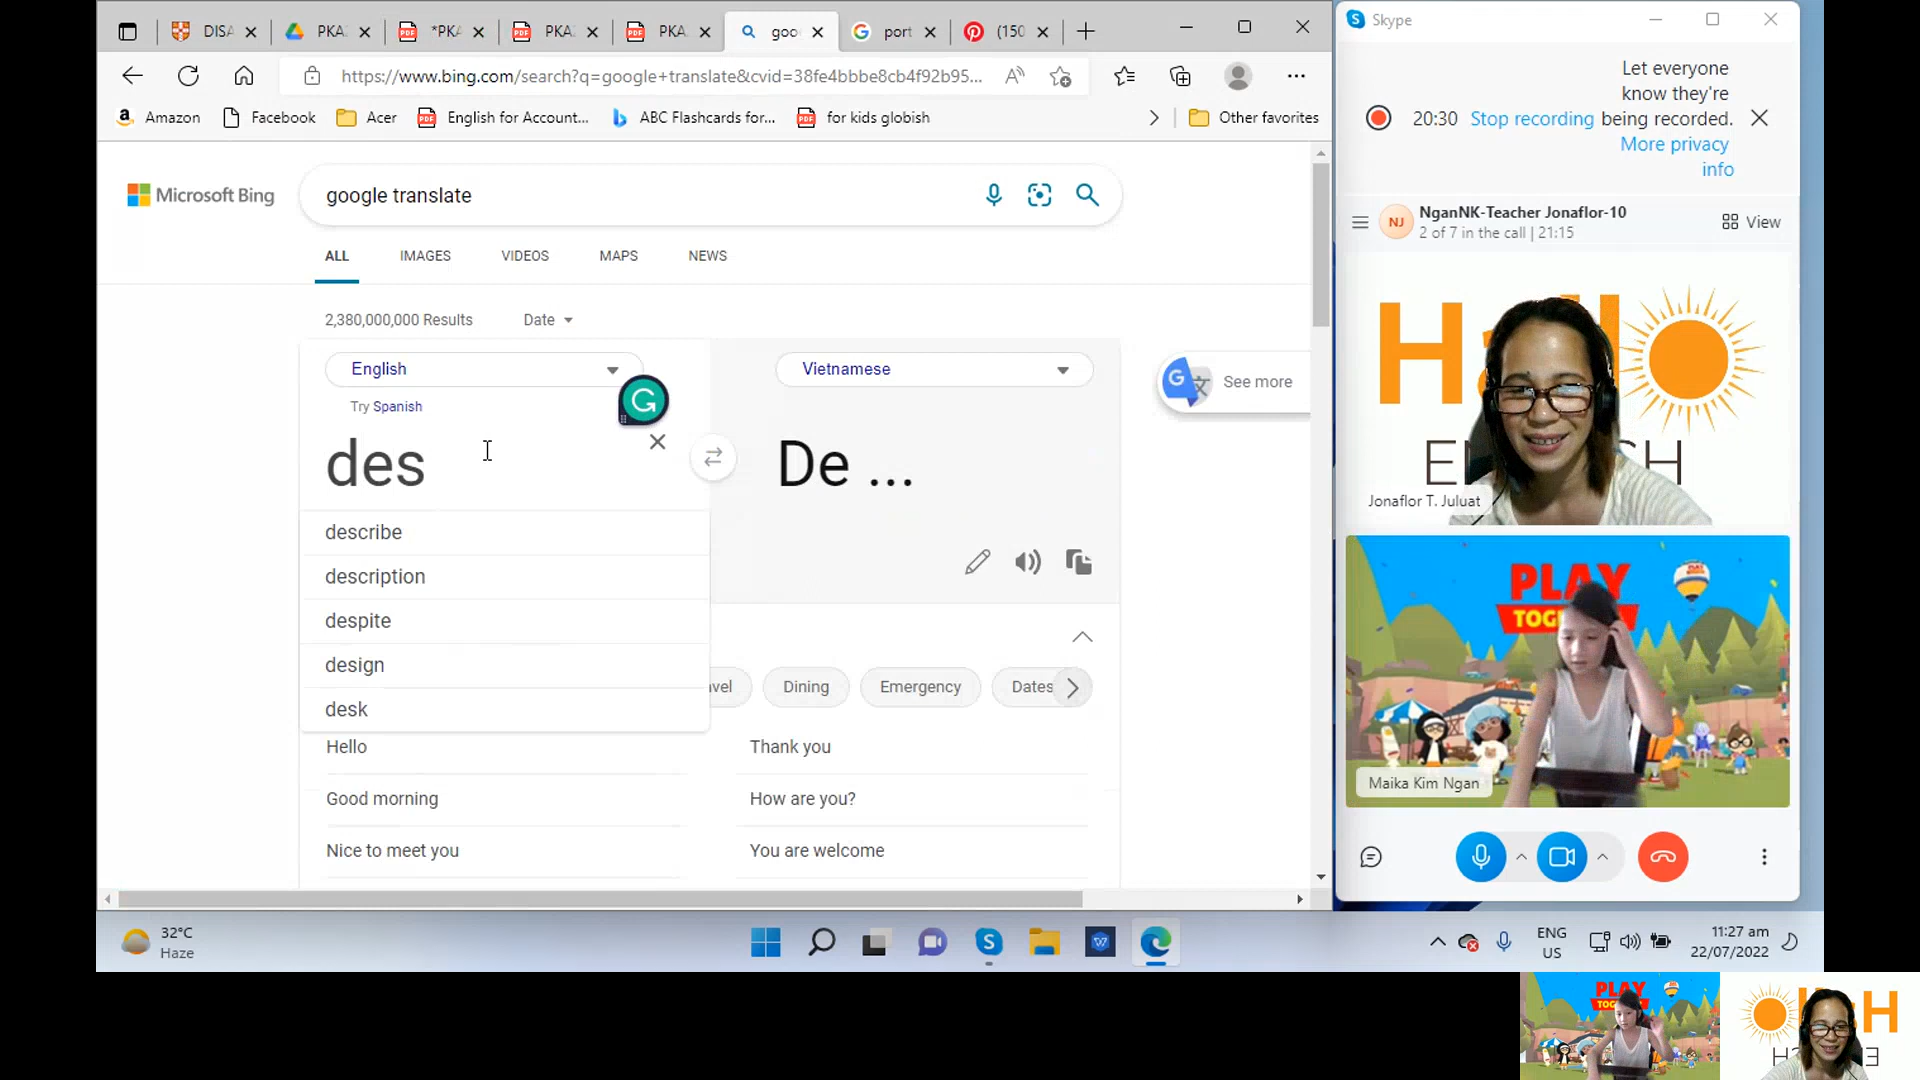 DISA
PKA
*PKA
PKA
PKA
goo
port
(150
https://www.bing.com/search?q=google+translate&cvid=38fe4bbbe8cb4f92b95...
Amazon
Facebook
Acer
English for Account...
ABC Flashcards for...
for kids globish
Other favorites
Microsoft Bing
google translate
ALL
IMAGES
VIDEOS
MAPS
NEWS
2,380,000,000 Results
Date
English
Vietnamese
See more
Try Spanish
des
De ...
describe
description
despite
design
desk
Dining
Emergency
Dates
Hello
Thank you
Good morning
How are you?
Nice to meet you
You are welcome
32°C
Haze
ENG
US
11:27 am
22/07/2022
Skype
Let everyone
know they're
20:30 Stop recording being recorded.
More privacy
info
NJ
NganNK-Teacher Jonaflor-10
2 of 7 in the call | 21:15
View
Jonaflor T. Juluat
PLAY
Maika Kim Ngan